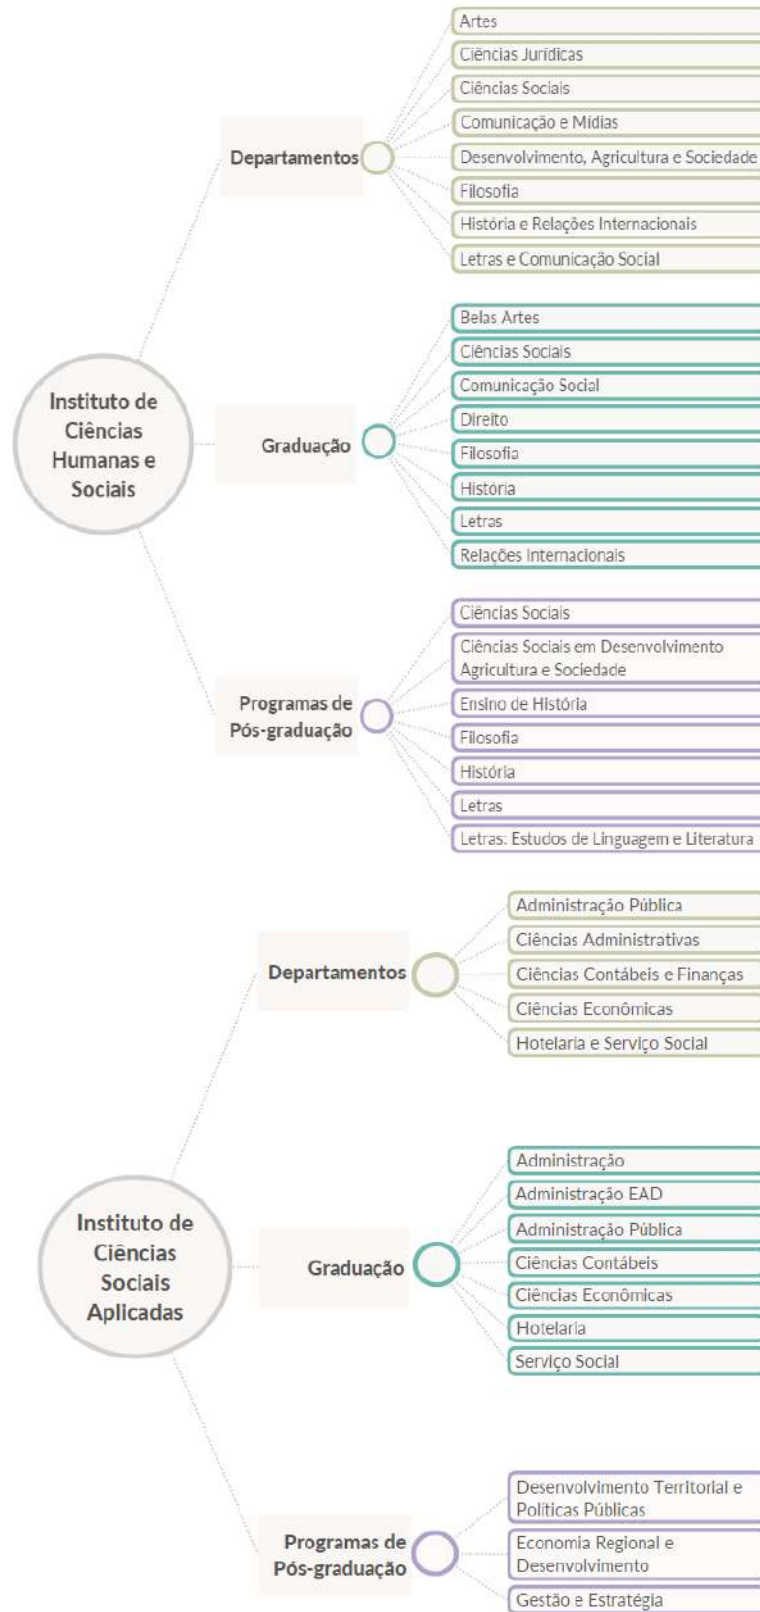 Artes
Ciências Jurídicas
Ciências Sociais
Comunicação e Mídias
Departamentos
Desenvolvimento, Agricultura e Sociedade
Filosofia
História e Relações Internacionais
Letras e Comunicação Social
Belas Artes
Ciências Sociais
Comunicação Social
Instituto de
Ciências
Humanas e
Sociais
Graduação
Direito
Filosofia
História
Letras
Relações Internacionais
Ciências Sociais
Ciências Sociais em Desenvolvimento
Agricultura e Sociedade
Programas de
Pós-graduação
Ensino de História
Filosofia
História
Letras
Letras: Estudos de Linguagem e Literatura
Administração Pública
Ciências Administrativas
Departamentos
Ciências Contábeis e Finanças
Ciências Econômicas
Hotelaria e Serviço Social
Administração
Administração EAD
Administração Pública
Instituto de
Ciências
Sociais
Aplicadas
Graduação
Ciências Contábeis
Ciências Econômicas
Hotelaria
Serviço Social
Desenvolvimento Territorial e
Políticas Públicas
Programas de
Pós-graduação
Economia Regional e
Desenvolvimento
Gestão e Estratégia